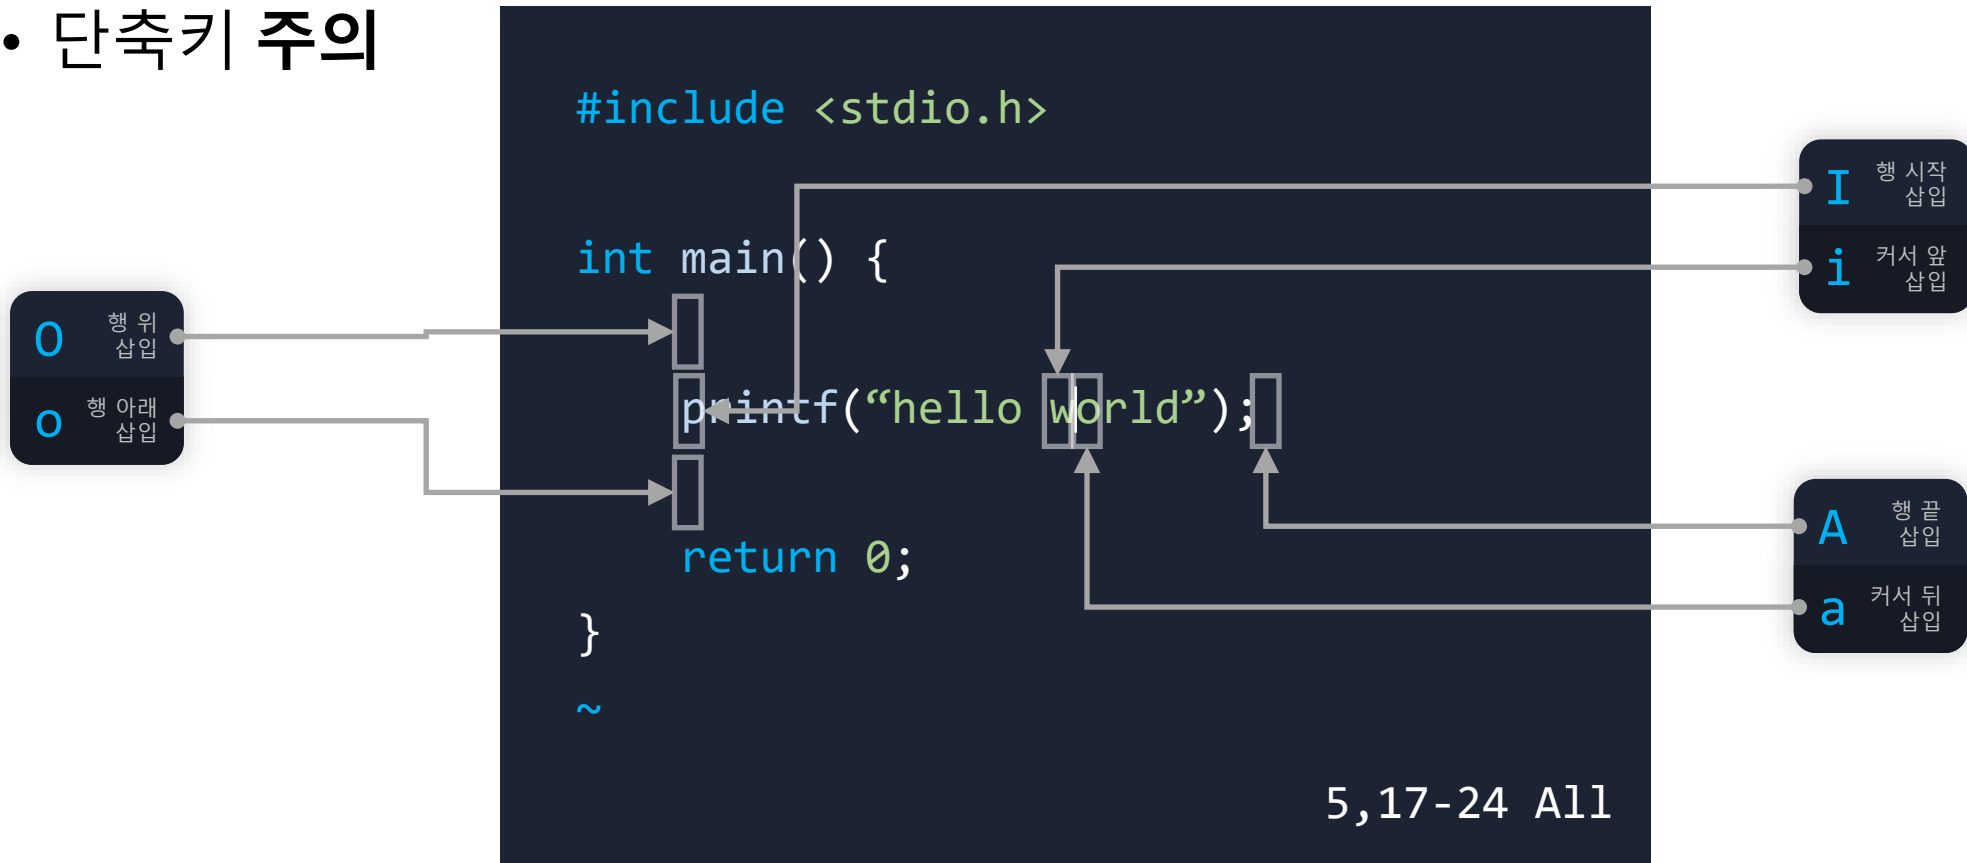 • 단축키 주의
#include <stdio.h>
int main() {
printf(“hello world”);
return 0;
}
~
5,17-24 All
O 행 위
삽입
o 행 아래
삽입
I 행 시작
삽입
i 커서 앞
삽입
A 행 끝
삽입
a 커서 뒤
삽입